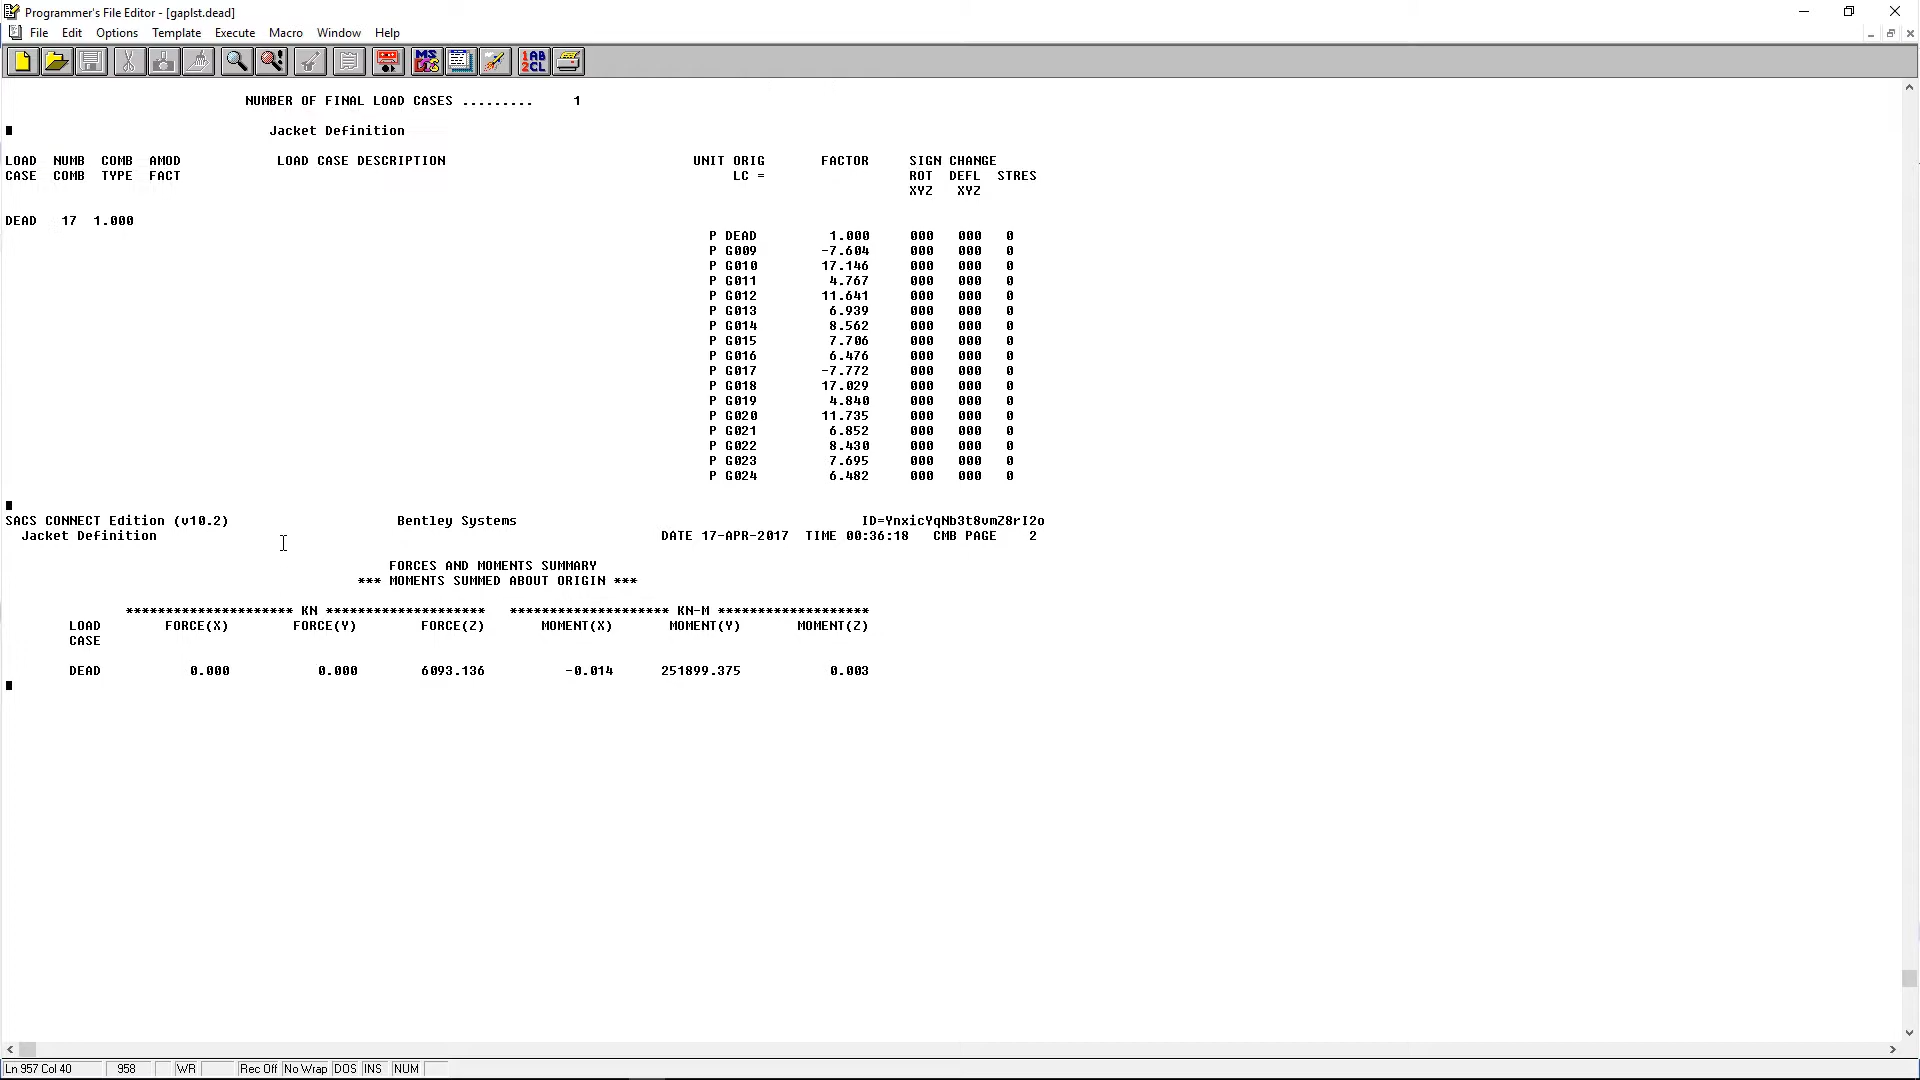 Programmer's File Editor - [gaplst.dead]
File Edit Options Template Execute Macro Window Help
MS DOS 1AB 2CL
NUMBER OF FINAL LOAD CASES ......... 1
Jacket Definition
LOAD NUMB COMB AMOD LOAD CASE DESCRIPTION UNIT ORIG FACTOR SIGN CHANGE
CASE COMB TYPE FACT LC = ROT DEFL STRES
XYZ XYZ
DEAD 17 1.000
P DEAD 1.000 000 000 0
P G009 -7.604 000 000 0
P G010 17.146 000 000 0
P G011 4.767 000 000 0
P G012 11.641 000 000 0
P G013 6.939 000 000 0
P G014 8.562 000 000 0
P G015 7.706 000 000 0
P G016 6.476 000 000 0
P G017 -7.772 000 000 0
P G018 17.029 000 000 0
P G019 4.840 000 000 0
P G020 11.735 000 000 0
P G021 6.852 000 000 0
P G022 8.430 000 000 0
P G023 7.695 000 000 0
P G024 6.482 000 000 0
SACS CONNECT Edition (v10.2) Bentley Systems ID=YnxicYqNb3t8vmZ8rI2o
Jacket Definition DATE 17-APR-2017 TIME 00:36:18 CMB PAGE 2
FORCES AND MOMENTS SUMMARY
*** MOMENTS SUMMED ABOUT ORIGIN ***
********************* KN ******************** ******************** KN-M *******************
LOAD FORCE(X) FORCE(Y) FORCE(Z) MOMENT(X) MOMENT(Y) MOMENT(Z)
CASE
DEAD 0.000 0.000 6093.136 -0.014 251899.375 0.003
Ln 957 Col 40 958 WR Rec Off No Wrap DOS INS NUM